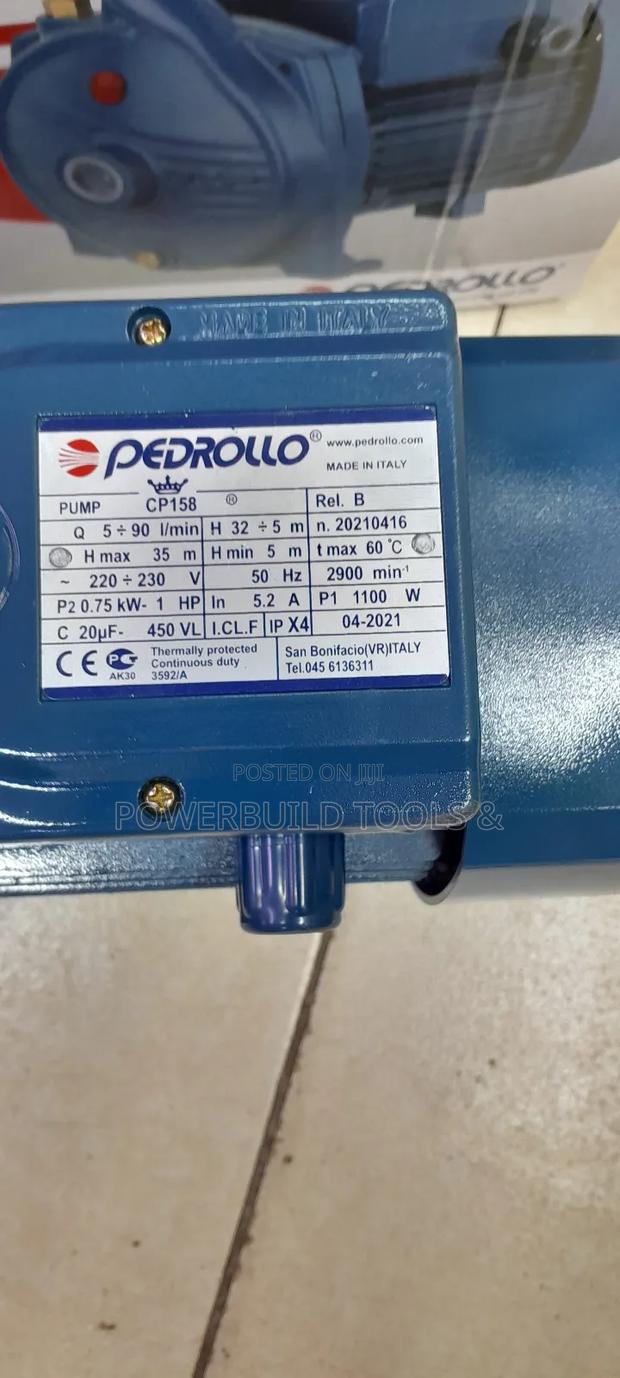 PEDROLLO
MADE IN ITALY
PEDROLLO® www.pedrollo.com
MADE IN ITALY
PUMP CP158 ® Rel. B
Q 5 ÷ 90 l/min H 32 ÷ 5 m n. 20210416
H max 35 m H min 5 m t max 60 °C
~ 220 ÷ 230 V 50 Hz 2900 min⁻¹
P2 0.75 kW- 1 HP In 5.2 A P1 1100 W
C 20µF- 450 VL I.CL.F IP X4 04-2021
CE PG AK30 Thermally protected San Bonifacio(VR)ITALY
Continuous duty Tel.045 6136311
3592/A
POSTED ON JIJI
POWERBUILD TOOLS &